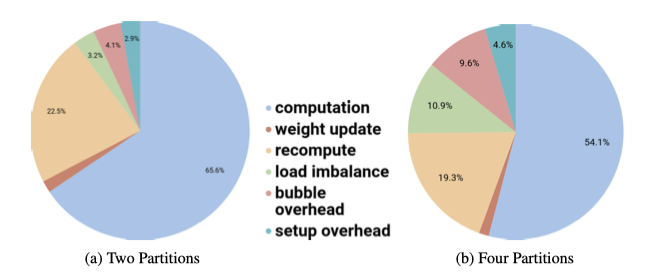 2.9%
4.1%
3.2%
22.5%
65.6%
computation
weight update
recompute
load imbalance
bubble
overhead
setup overhead
4.6%
9.6%
10.9%
19.3%
54.1%
(a) Two Partitions
(b) Four Partitions